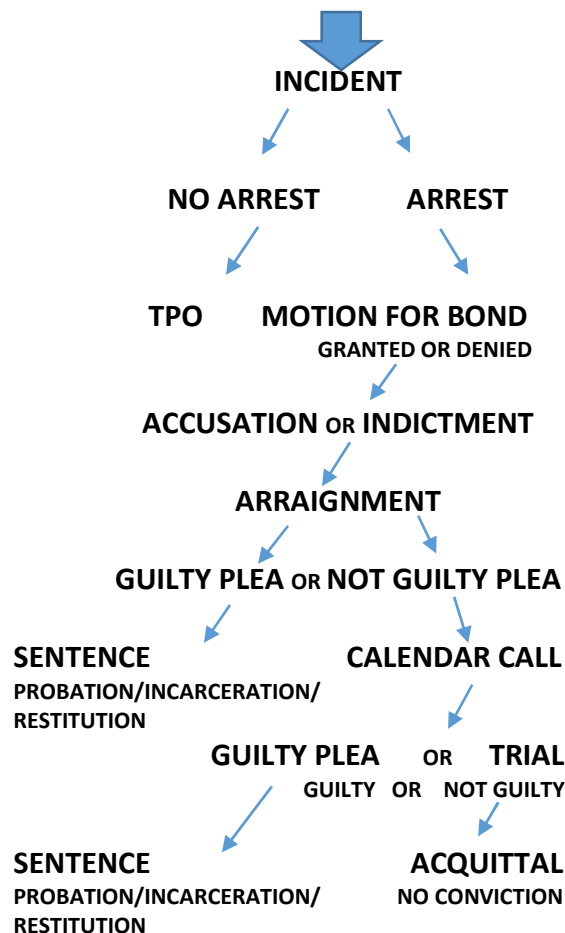 INCIDENT
NO ARREST ARREST
TPO MOTION FOR BOND
GRANTED OR DENIED
ACCUSATION OR INDICTMENT
ARRAIGNMENT
GUILTY PLEA OR NOT GUILTY PLEA
SENTENCE CALENDAR CALL
PROBATION/INCARCERATION/
RESTITUTION
GUILTY PLEA OR TRIAL
GUILTY OR NOT GUILTY
SENTENCE ACQUITTAL
PROBATION/INCARCERATION/ NO CONVICTION
RESTITUTION